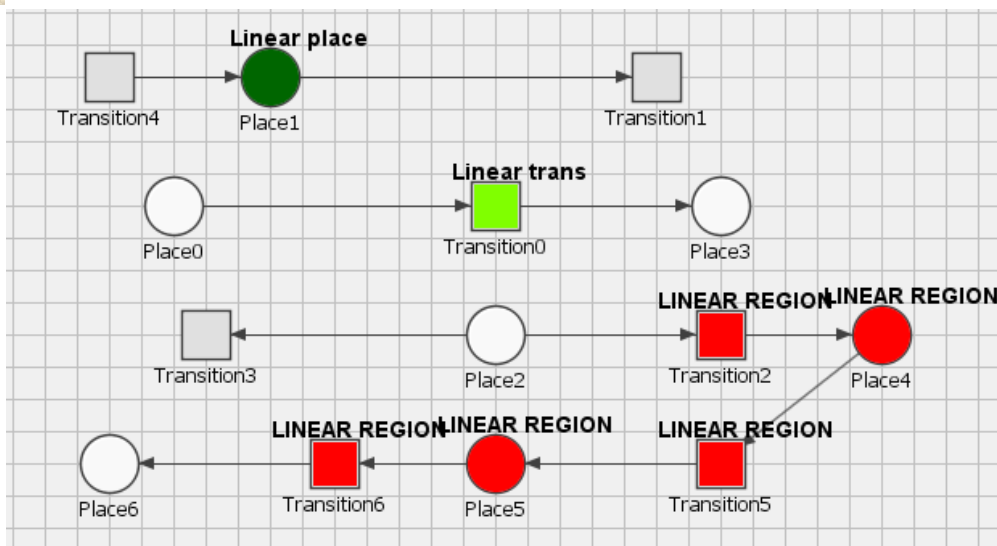 Linear place
Transition4
Place1
Transition1
Linear trans
Place0
Transition0
Place3
LINEAR REGION
LINEAR REGION
Transition3
Place2
Transition2
Place4
LINEAR REGION
LINEAR REGION
LINEAR REGION
Place6
Transition6
Place5
Transition5